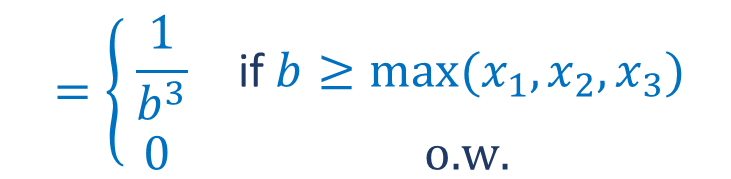 = { 1/b³ if b ≥ max(x₁, x₂, x₃)
0 o.w.